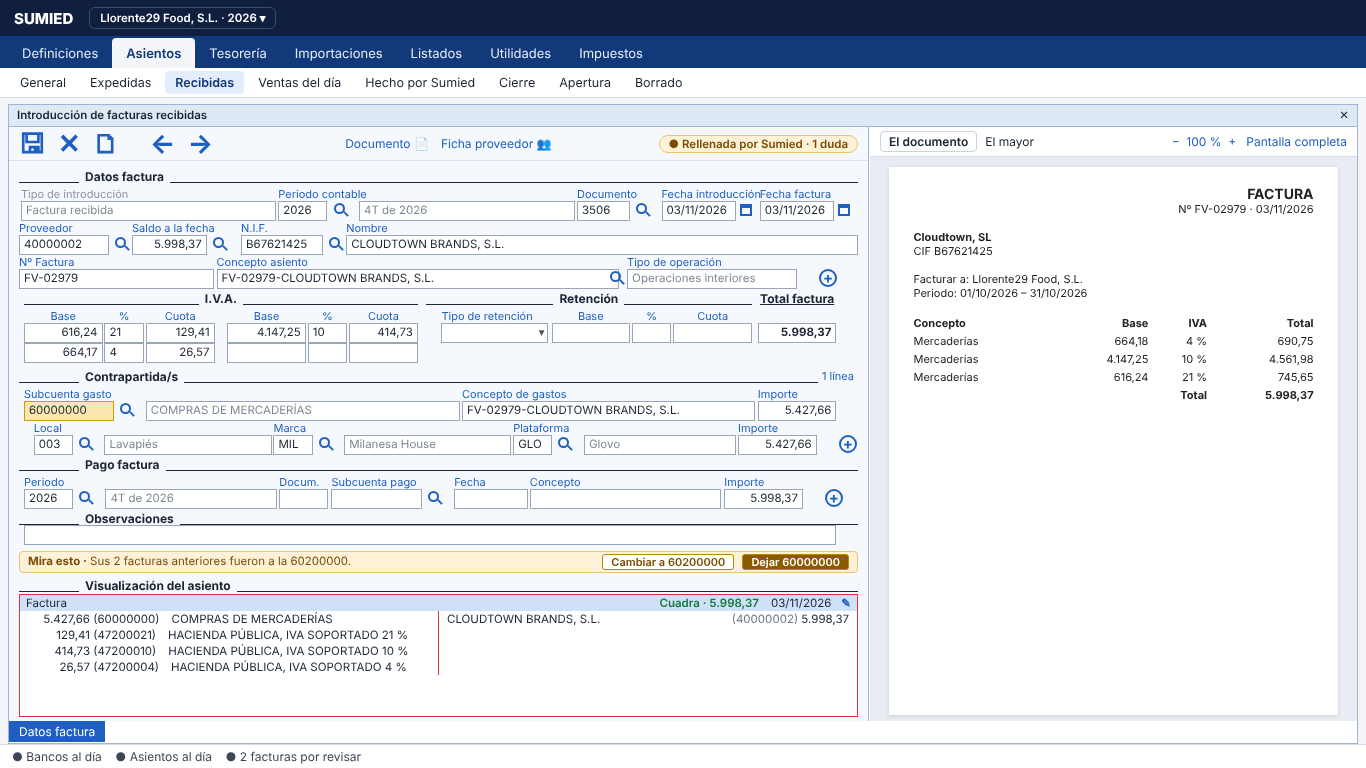 SUMIED Llorente29 Food, S.L. · 2026 ▾
Definiciones Asientos Tesorería Importaciones Listados Utilidades Impuestos
General Expedidas Recibidas Ventas del día Hecho por Sumied Cierre Apertura Borrado
Introducción de facturas recibidas ×
Documento Ficha proveedor ● Rellenada por Sumied · 1 duda
Datos factura
Tipo de introducción Periodo contable Documento Fecha introducción Fecha factura
Factura recibida 2026 4T de 2026 3506 03/11/2026 03/11/2026
Proveedor Saldo a la fecha N.I.F. Nombre
40000002 5.998,37 B67621425 CLOUDTOWN BRANDS, S.L.
Nº Factura Concepto asiento Tipo de operación
FV-02979 FV-02979-CLOUDTOWN BRANDS, S.L. Operaciones interiores
I.V.A. Retención Total factura
Base % Cuota Base % Cuota Tipo de retención Base % Cuota
616,24 21 129,41 4.147,25 10 414,73 5.998,37
664,17 4 26,57
Contrapartida/s 1 línea
Subcuenta gasto Concepto de gastos Importe
60000000 COMPRAS DE MERCADERÍAS FV-02979-CLOUDTOWN BRANDS, S.L. 5.427,66
Local Marca Plataforma Importe
003 Lavapiés MIL Milanesa House GLO Glovo 5.427,66
Pago factura
Periodo Docum. Subcuenta pago Fecha Concepto Importe
2026 4T de 2026 5.998,37
Observaciones
Mira esto · Sus 2 facturas anteriores fueron a la 60200000. Cambiar a 60200000 Dejar 60000000
Visualización del asiento
Factura Cuadra · 5.998,37 03/11/2026
5.427,66 (60000000) COMPRAS DE MERCADERÍAS CLOUDTOWN BRANDS, S.L. (40000002) 5.998,37
129,41 (47200021) HACIENDA PÚBLICA, IVA SOPORTADO 21 %
414,73 (47200010) HACIENDA PÚBLICA, IVA SOPORTADO 10 %
26,57 (47200004) HACIENDA PÚBLICA, IVA SOPORTADO 4 %
Datos factura
El documento El mayor − 100 % + Pantalla completa
FACTURA
Nº FV-02979 · 03/11/2026
Cloudtown, SL
CIF B67621425
Facturar a: Llorente29 Food, S.L.
Periodo: 01/10/2026 – 31/10/2026
Concepto Base IVA Total
Mercaderías 664,18 4 % 690,75
Mercaderías 4.147,25 10 % 4.561,98
Mercaderías 616,24 21 % 745,65
Total 5.998,37
● Bancos al día ● Asientos al día ● 2 facturas por revisar